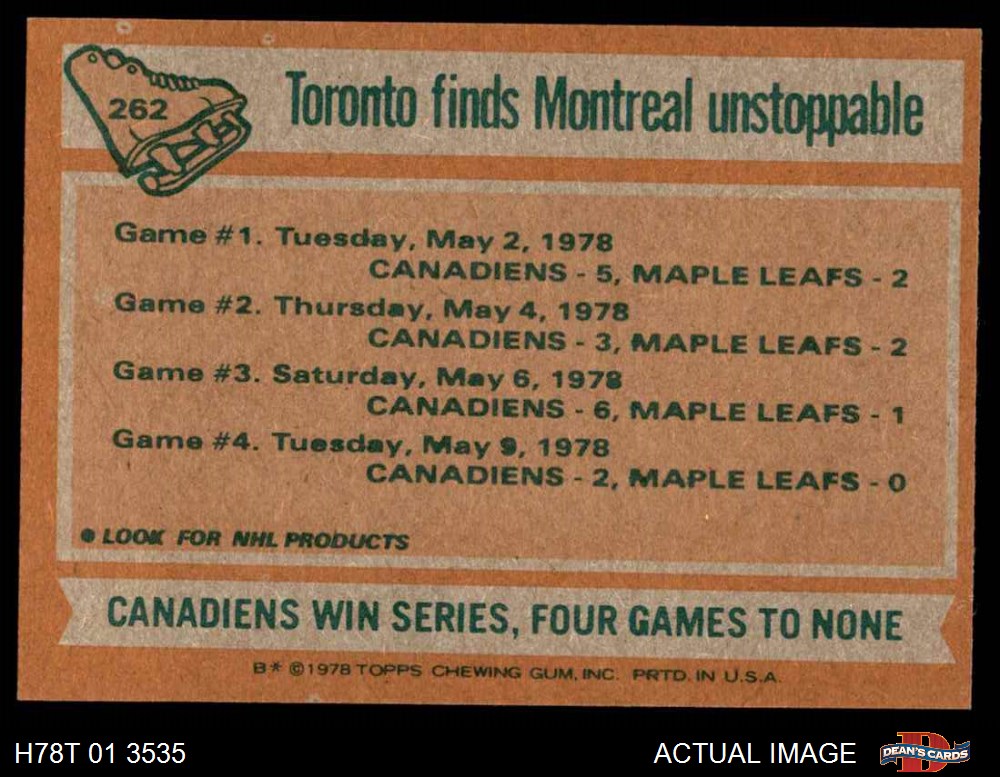 262
Toronto finds Montreal unstoppable
Game #1. Tuesday, May 2, 1978
CANADIENS - 5, MAPLE LEAFS - 2
Game #2. Thursday, May 4, 1978
CANADIENS - 3, MAPLE LEAFS - 2
Game #3. Saturday, May 6, 1978
CANADIENS - 6, MAPLE LEAFS - 1
Game #4. Tuesday, May 9, 1978
CANADIENS - 2, MAPLE LEAFS - 0
● LOOK FOR NHL PRODUCTS
CANADIENS WIN SERIES, FOUR GAMES TO NONE
B* ©1978 TOPPS CHEWING GUM, INC. PRTD. IN U.S.A.
H78T 01 3535 ACTUAL IMAGE D DEAN'S CARDS